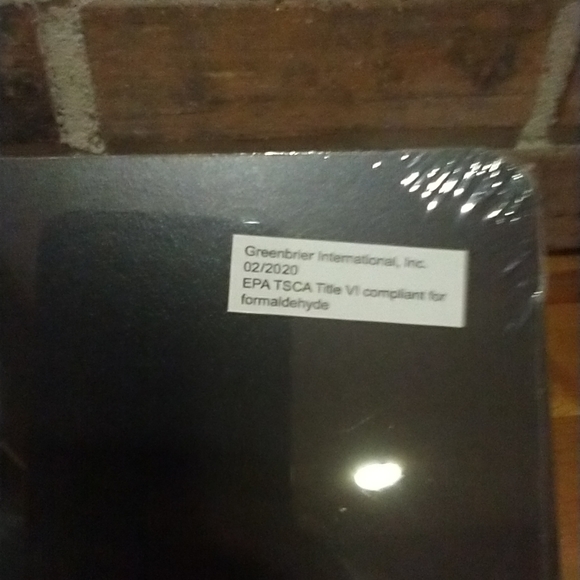 Greenbrier International, Inc.
02/2020
EPA TSCA Title VI compliant for
formaldehyde